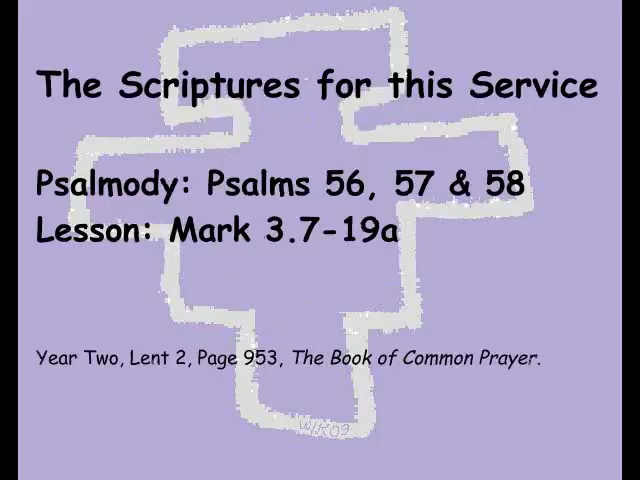 The Scriptures for this Service
Psalmody: Psalms 56, 57 & 58
Lesson: Mark 3.7-19a
Year Two, Lent 2, Page 953, The Book of Common Prayer.